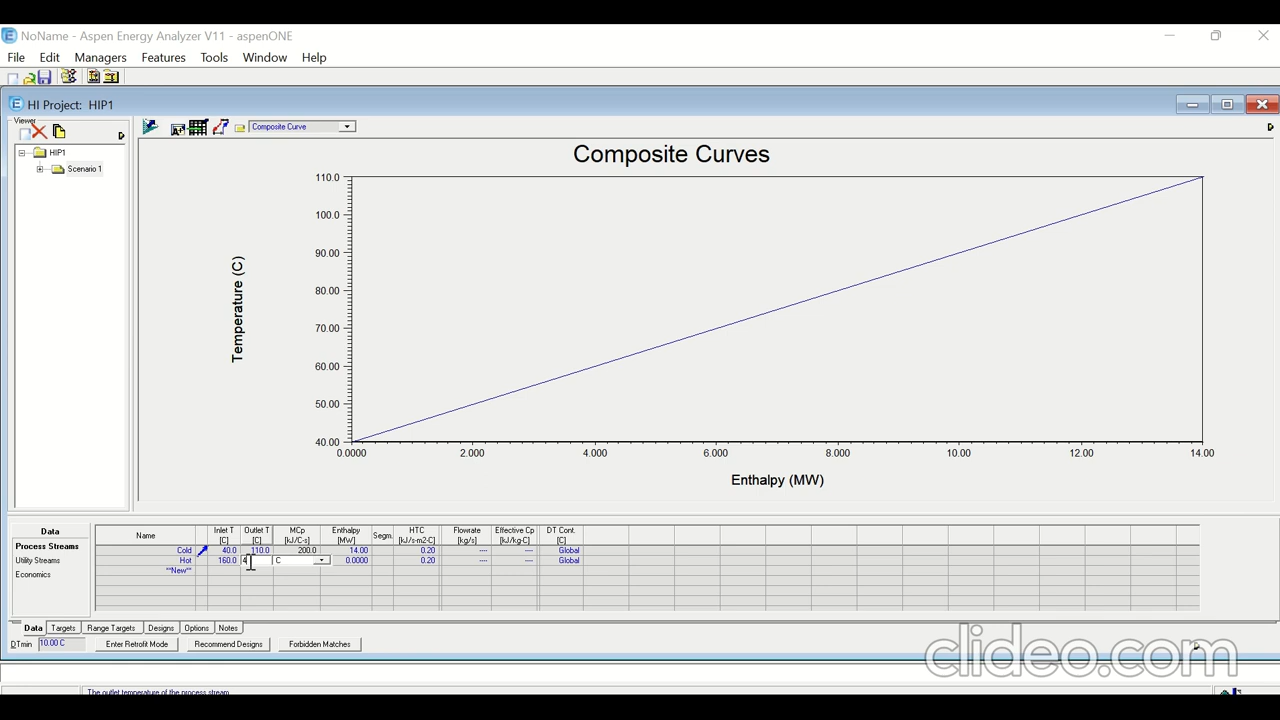 NoName - Aspen Energy Analyzer V11 - aspenONE
File Edit Managers Features Tools Window Help
HI Project: HIP1
Viewer
Composite Curve
HIP1
Scenario 1
Composite Curves
110.0
100.0
90.00
80.00
70.00
60.00
50.00
40.00
Temperature (C)
0.0000 2.000 4.000 6.000 8.000 10.00 12.00 14.00
Enthalpy (MW)
Data
Process Streams
Utility Streams
Economics
Name Inlet T [C] Outlet T [C] MCp [kJ/C-s] Enthalpy [MW] Segm. HTC [kJ/s-m2-C] Flowrate [kg/s] Effective Cp [kJ/kg-C] DT Cont. [C]
Cold 40.0 110.0 200.0 14.00 0.20 ---- ---- Global
Hot 160.0 4 C 0.0000 0.20 ---- ---- Global
**New**
Data Targets Range Targets Designs Options Notes
DTmin 10.00 C Enter Retrofit Mode Recommend Designs Forbidden Matches
The outlet temperature of the process stream
clideo.com